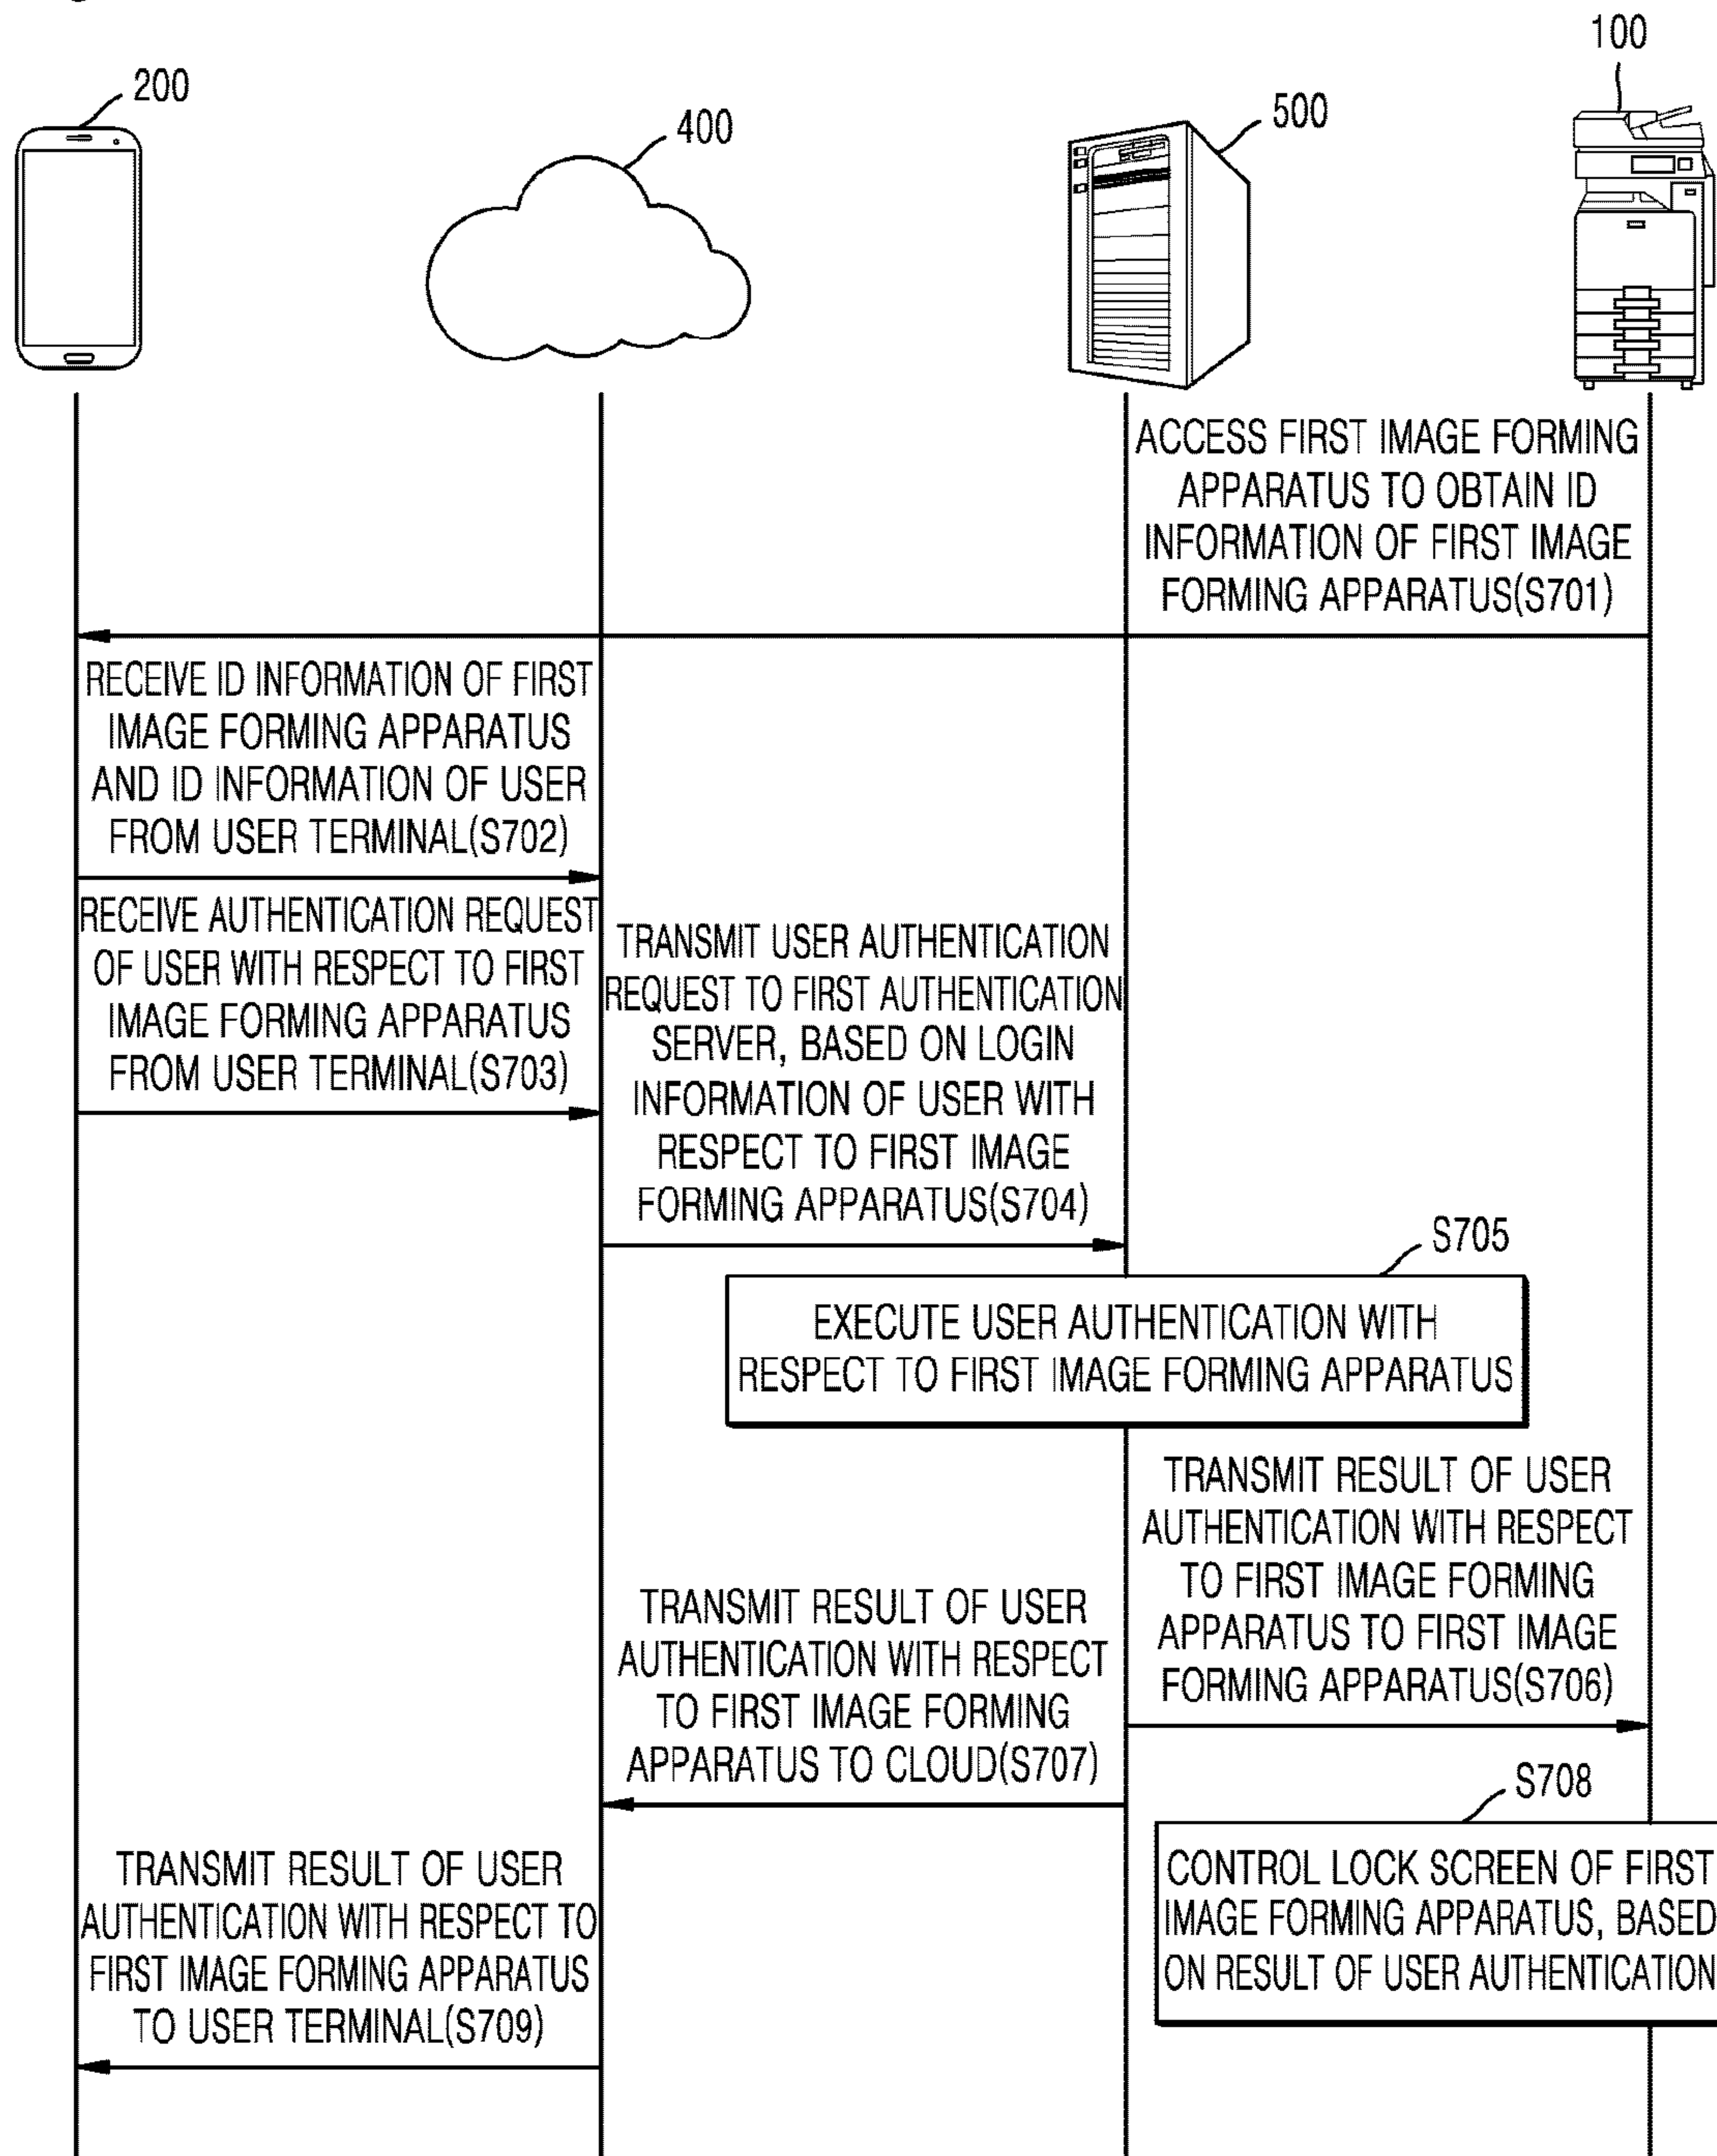 200
400
500
100
ACCESS FIRST IMAGE FORMING
APPARATUS TO OBTAIN ID
INFORMATION OF FIRST IMAGE
FORMING APPARATUS(S701)
RECEIVE ID INFORMATION OF FIRST
IMAGE FORMING APPARATUS
AND ID INFORMATION OF USER
FROM USER TERMINAL(S702)
RECEIVE AUTHENTICATION REQUEST
OF USER WITH RESPECT TO FIRST
IMAGE FORMING APPARATUS
FROM USER TERMINAL(S703)
TRANSMIT USER AUTHENTICATION
REQUEST TO FIRST AUTHENTICATION
SERVER, BASED ON LOGIN
INFORMATION OF USER WITH
RESPECT TO FIRST IMAGE
FORMING APPARATUS(S704)
S705
EXECUTE USER AUTHENTICATION WITH
RESPECT TO FIRST IMAGE FORMING APPARATUS
TRANSMIT RESULT OF USER
AUTHENTICATION WITH RESPECT
TO FIRST IMAGE FORMING
APPARATUS TO FIRST IMAGE
FORMING APPARATUS(S706)
TRANSMIT RESULT OF USER
AUTHENTICATION WITH RESPECT
TO FIRST IMAGE FORMING
APPARATUS TO CLOUD(S707)
S708
CONTROL LOCK SCREEN OF FIRST
IMAGE FORMING APPARATUS, BASED
ON RESULT OF USER AUTHENTICATION
TRANSMIT RESULT OF USER
AUTHENTICATION WITH RESPECT TO
FIRST IMAGE FORMING APPARATUS
TO USER TERMINAL(S709)